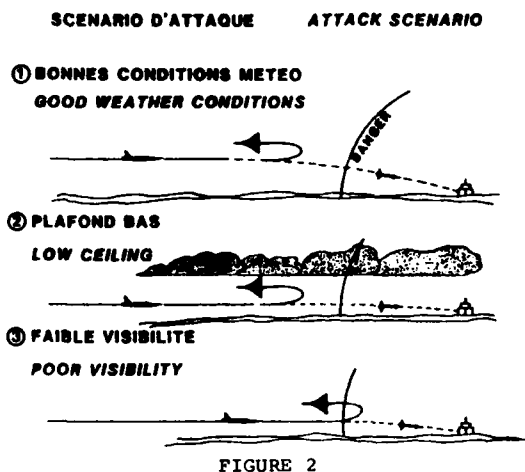 SCENARIO D'ATTAQUE ATTACK SCENARIO
① BONNES CONDITIONS METEO
GOOD WEATHER CONDITIONS
DANGER
② PLAFOND BAS
LOW CEILING
③ FAIBLE VISIBILITE
POOR VISIBILITY
FIGURE 2